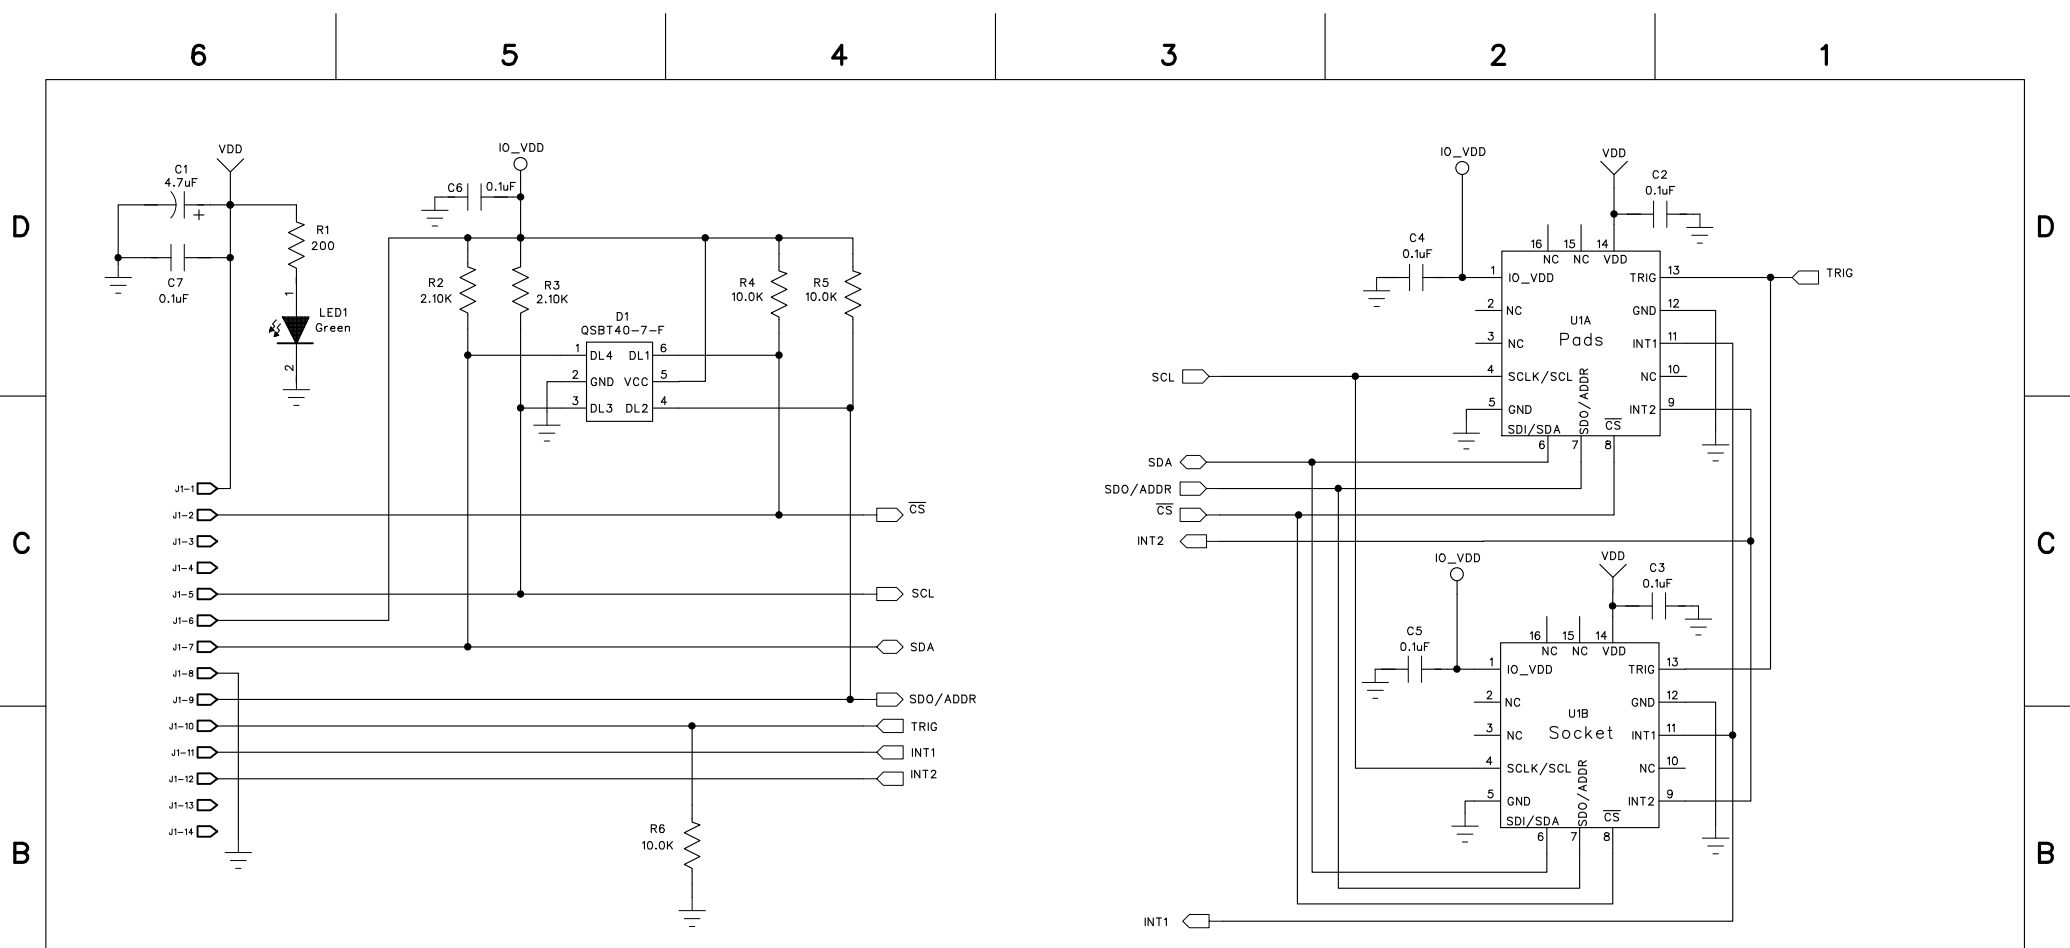 6 5 4 3 2 1
D
C
B
D
C
B
VDD
C1
4.7uF
+
C7
0.1uF
R1
200
1
LED1
Green
2
IO_VDD
C6 0.1uF
R2
2.10K
R3
2.10K
R4
10.0K
R5
10.0K
D1
QSBT40-7-F
1 DL4 DL1 6
2 GND VCC 5
3 DL3 DL2 4
J1-1
J1-2 CS
J1-3
J1-4
J1-5 SCL
J1-6
J1-7 SDA
J1-8
J1-9 SDO/ADDR
J1-10 TRIG
J1-11 INT1
J1-12 INT2
J1-13
J1-14
R6
10.0K
IO_VDD
VDD
C2
0.1uF
C4
0.1uF
16 15 14
NC NC VDD
1 IO_VDD TRIG 13
TRIG
2 NC GND 12
U1A
Pads
3 NC INT1 11
SCL
4 SCLK/SCL NC 10
5 GND INT2 9
SDI/SDA SDO/ADDR CS
6 7 8
SDA
SDO/ADDR
CS
INT2
IO_VDD
VDD
C3
0.1uF
C5
0.1uF
16 15 14
NC NC VDD
1 IO_VDD TRIG 13
2 NC GND 12
U1B
Socket
3 NC INT1 11
4 SCLK/SCL NC 10
5 GND INT2 9
SDI/SDA SDO/ADDR CS
6 7 8
INT1